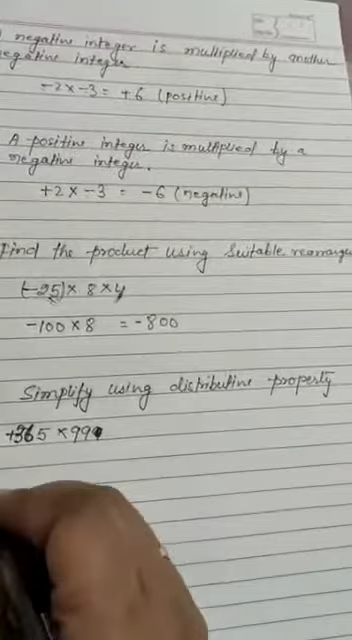 negative integer is multiplied by another
negative integer
-2 x -3 = +6 (positive)
A positive integer is multiplied by a
negative integer.
+2 x -3 = -6 (negative)
Find the product using suitable rearrange
(-25) x 8 x 4
-100 x 8 = -800
Simplify using distributive property
+365 x 99